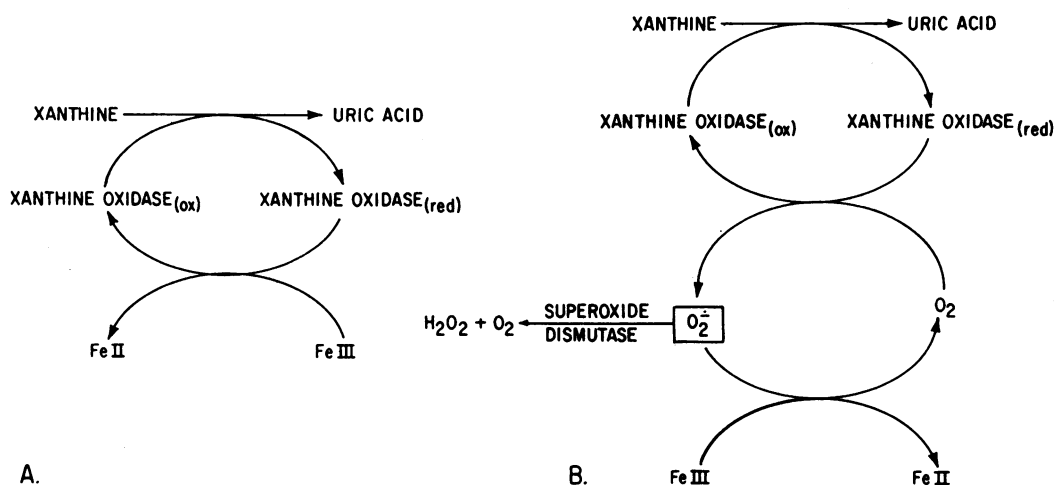 XANTHINE URIC ACID
XANTHINE OXIDASE(ox) XANTHINE OXIDASE(red)
Fe II Fe III
A.
XANTHINE URIC ACID
XANTHINE OXIDASE(ox) XANTHINE OXIDASE(red)
H2O2 + O2 SUPEROXIDE
DISMUTASE O2∸ O2
Fe III Fe II
B.